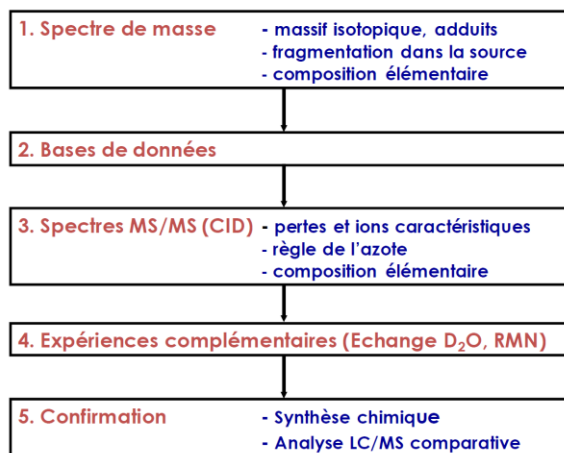 1. Spectre de masse - massif isotopique, adduits
- fragmentation dans la source
- composition élémentaire
2. Bases de données
3. Spectres MS/MS (CID) - pertes et ions caractéristiques
- règle de l'azote
- composition élémentaire
4. Expériences complémentaires (Echange D₂O, RMN)
5. Confirmation - Synthèse chimique
- Analyse LC/MS comparative